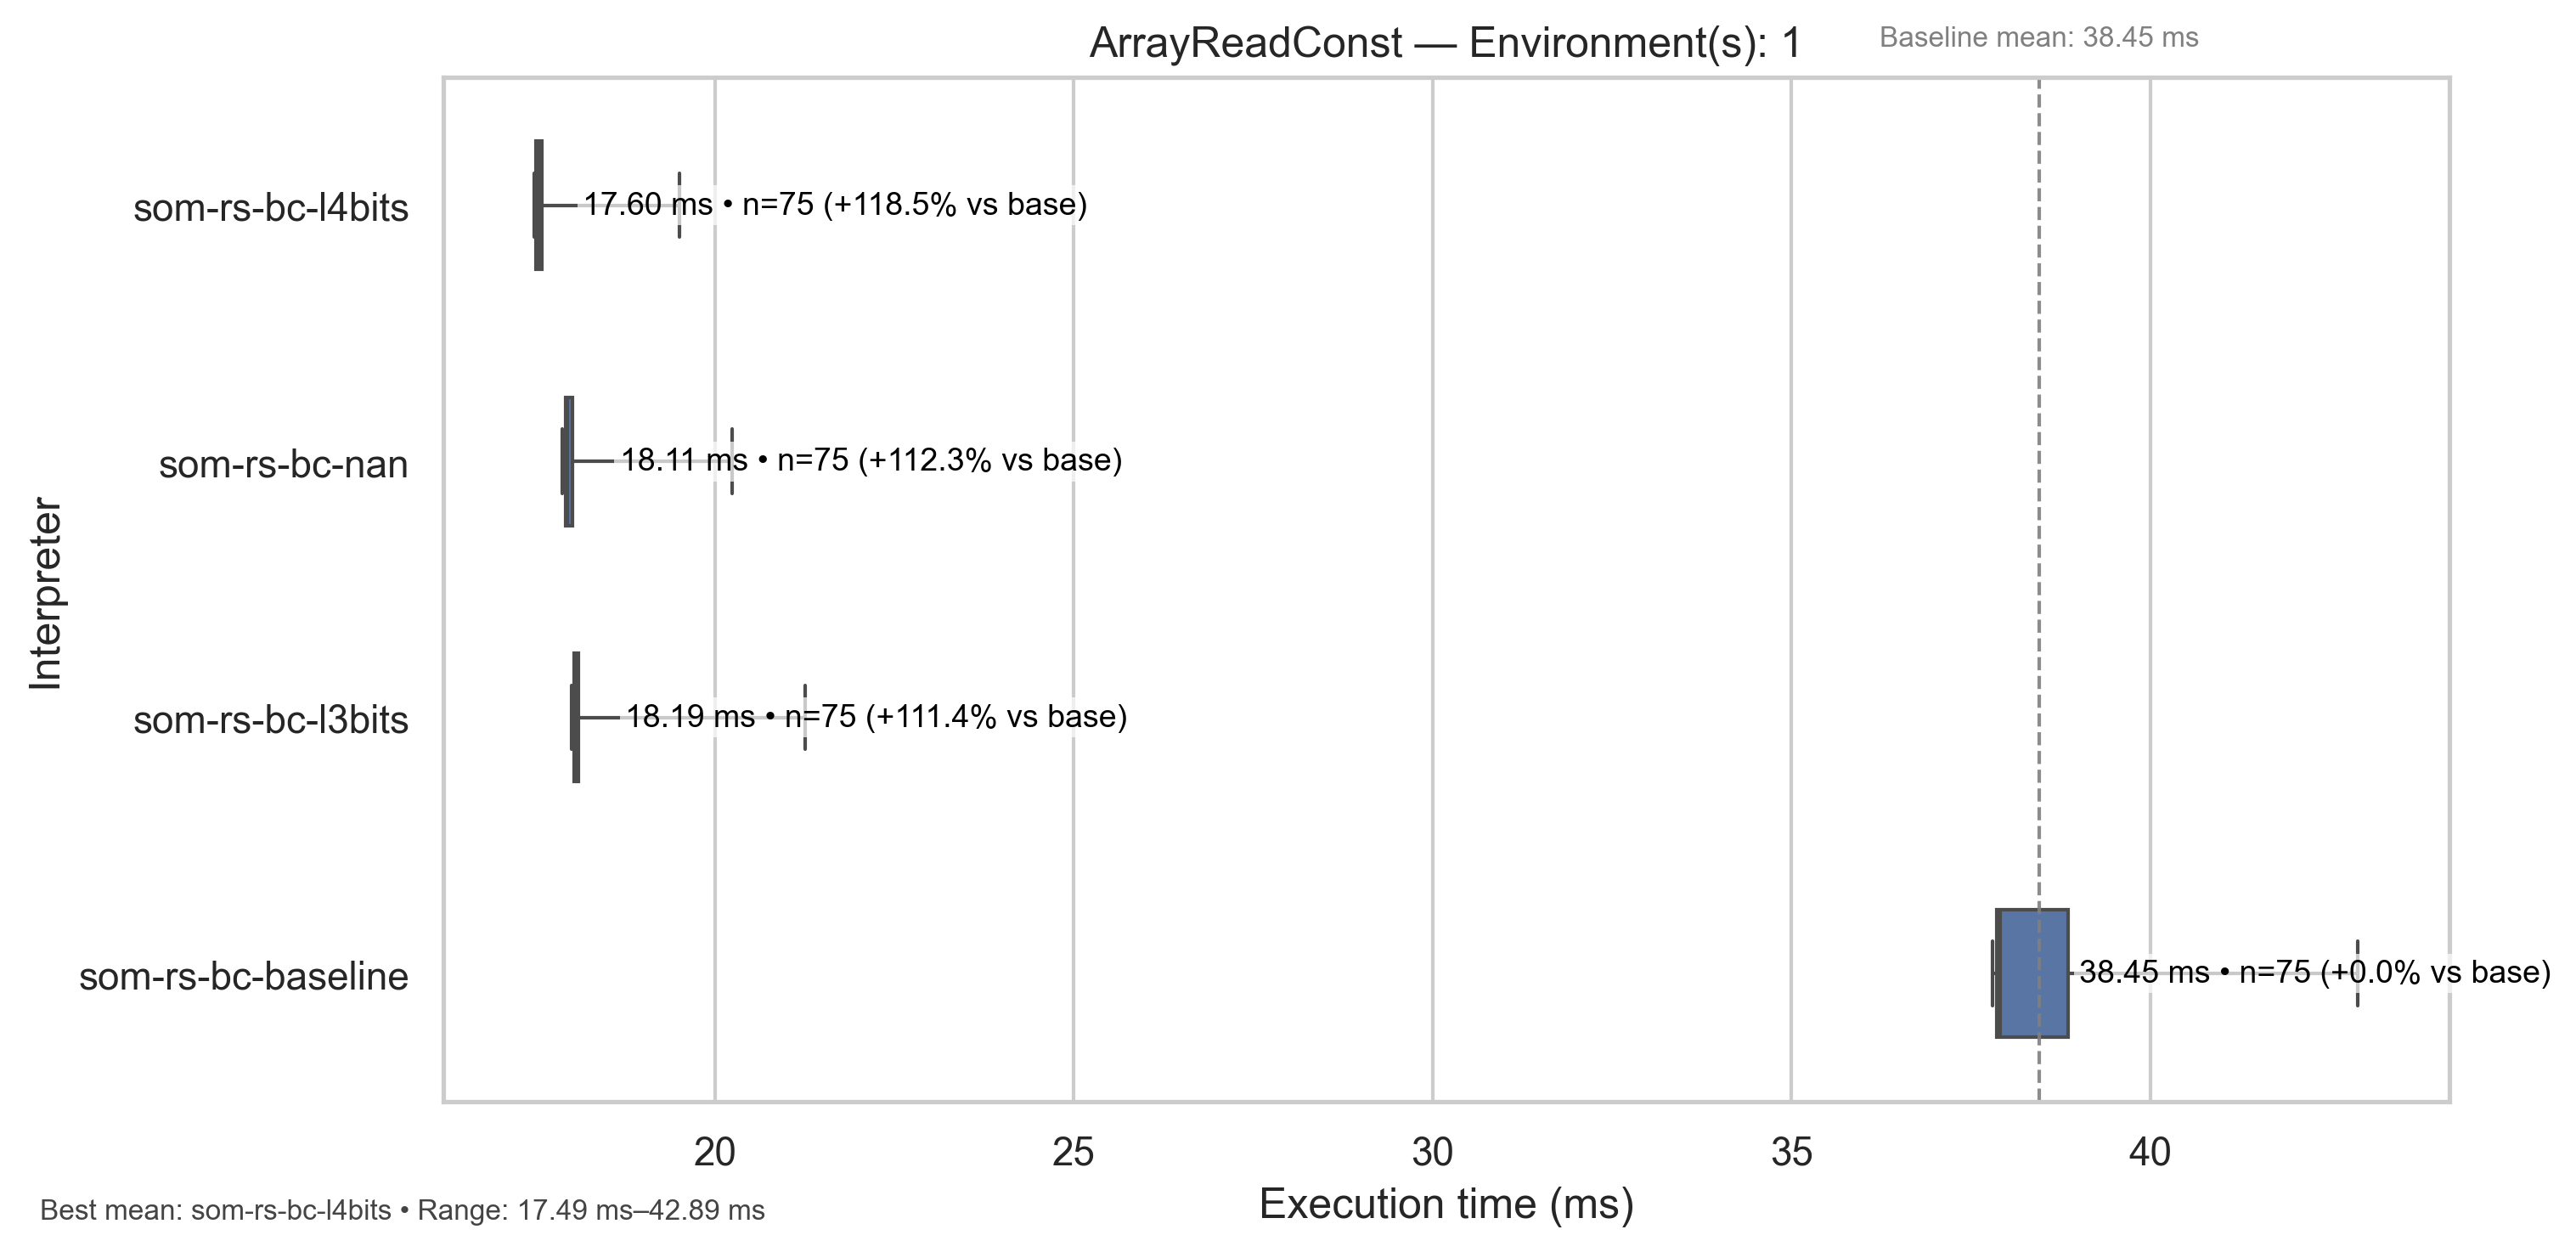 ArrayReadConst — Environment(s): 1
Baseline mean: 38.45 ms
Interpreter
som-rs-bc-l4bits
17.60 ms • n=75 (+118.5% vs base)
som-rs-bc-nan
18.11 ms • n=75 (+112.3% vs base)
som-rs-bc-l3bits
18.19 ms • n=75 (+111.4% vs base)
som-rs-bc-baseline
38.45 ms • n=75 (+0.0% vs base)
20 25 30 35 40
Execution time (ms)
Best mean: som-rs-bc-l4bits • Range: 17.49 ms–42.89 ms